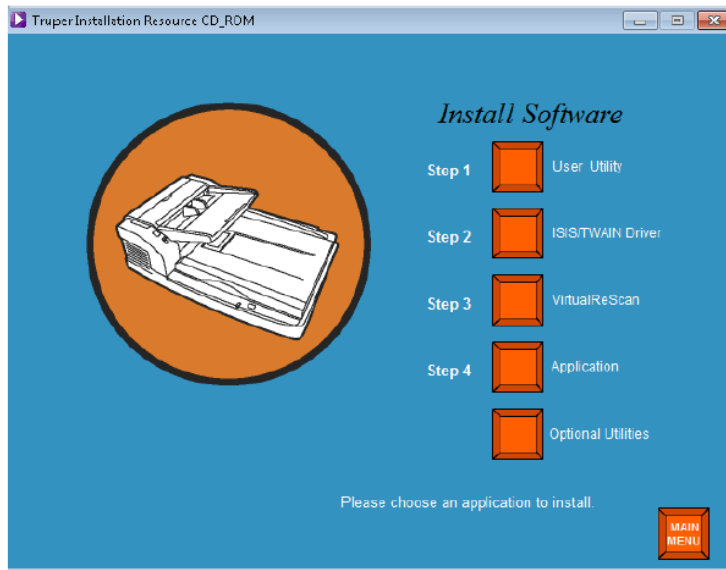 Truper Installation Resource CD_ROM
Install Software
Step 1 User Utility
Step 2 ISIS/TWAIN Driver
Step 3 VirtualReScan
Step 4 Application
Optional Utilities
Please choose an application to install.
MAIN
MENU